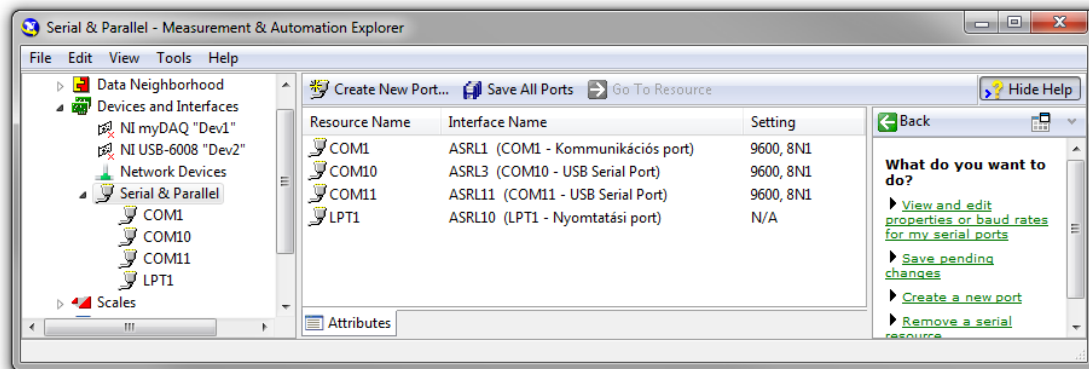 Serial & Parallel - Measurement & Automation Explorer
File Edit View Tools Help
Data Neighborhood
Devices and Interfaces
NI myDAQ "Dev1"
NI USB-6008 "Dev2"
Network Devices
Serial & Parallel
COM1
COM10
COM11
LPT1
Scales
Create New Port... Save All Ports Go To Resource
Hide Help
Resource Name Interface Name Setting
COM1 ASRL1 (COM1 - Kommunikációs port) 9600, 8N1
COM10 ASRL3 (COM10 - USB Serial Port) 9600, 8N1
COM11 ASRL11 (COM11 - USB Serial Port) 9600, 8N1
LPT1 ASRL10 (LPT1 - Nyomtatási port) N/A
Attributes
Back
What do you want to
do?
View and edit
properties or baud rates
for my serial ports
Save pending
changes
Create a new port
Remove a serial
resource